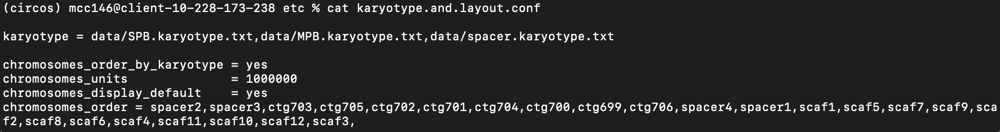 (circos) mcc146@client-10-228-173-238 etc % cat karyotype.and.layout.conf
karyotype = data/SPB.karyotype.txt,data/MPB.karyotype.txt,data/spacer.karyotype.txt
chromosomes_order_by_karyotype = yes
chromosomes_units              = 1000000
chromosomes_display_default    = yes
chromosomes_order = spacer2,spacer3,ctg703,ctg705,ctg702,ctg701,ctg704,ctg700,ctg699,ctg706,spacer4,spacer1,scaf1,scaf5,scaf7,scaf9,sca
f2,scaf8,scaf6,scaf4,scaf11,scaf10,scaf12,scaf3,